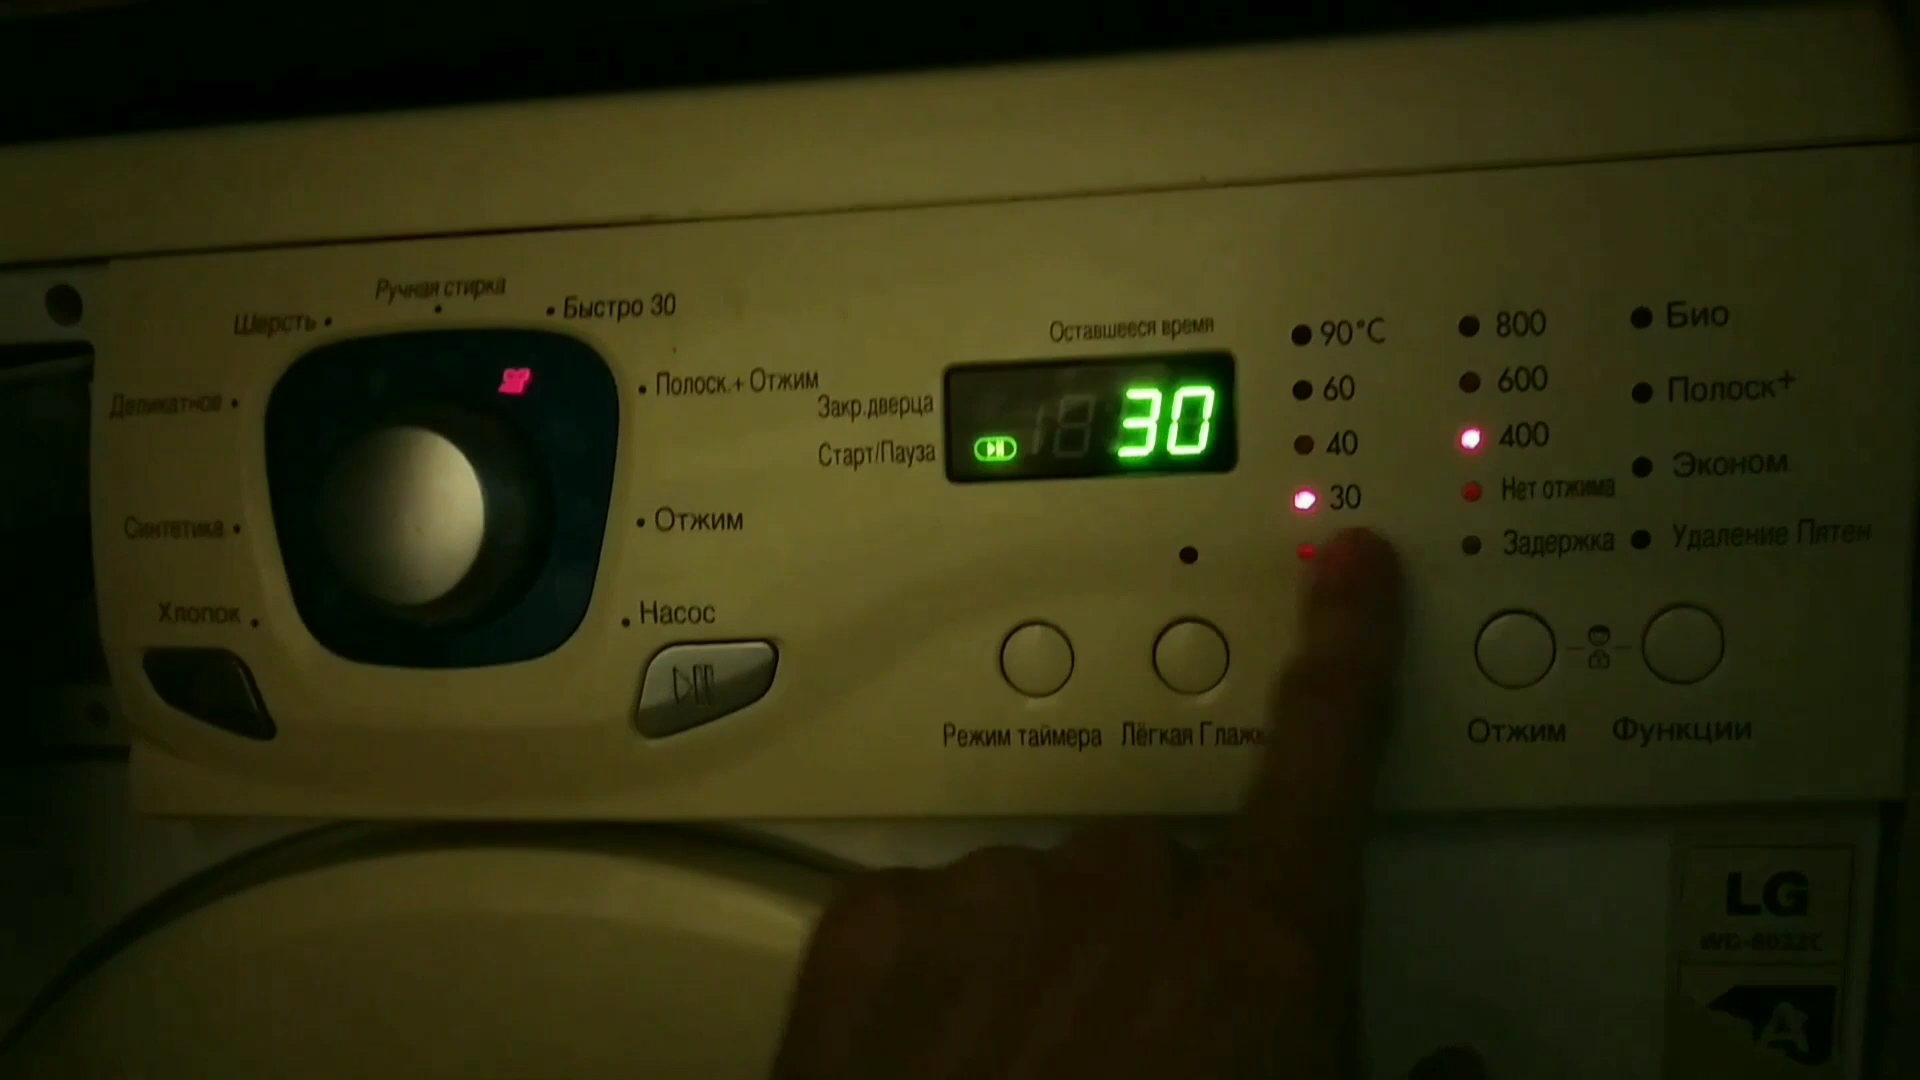 Ручная стирка
Шерсть
Быстро 30
Деликатное
Полоск.+ Отжим
Синтетика
Отжим
Хлопок
Насос
Оставшееся время
Закр.дверца
Старт/Пауза
30
90°C
60
40
30
800
600
400
Нет отжима
Задержка
Био
Полоск+
Эконом
Удаление Пятен
Режим таймера
Лёгкая Глажк
Отжим
Функции
LG
WD-8022C
A